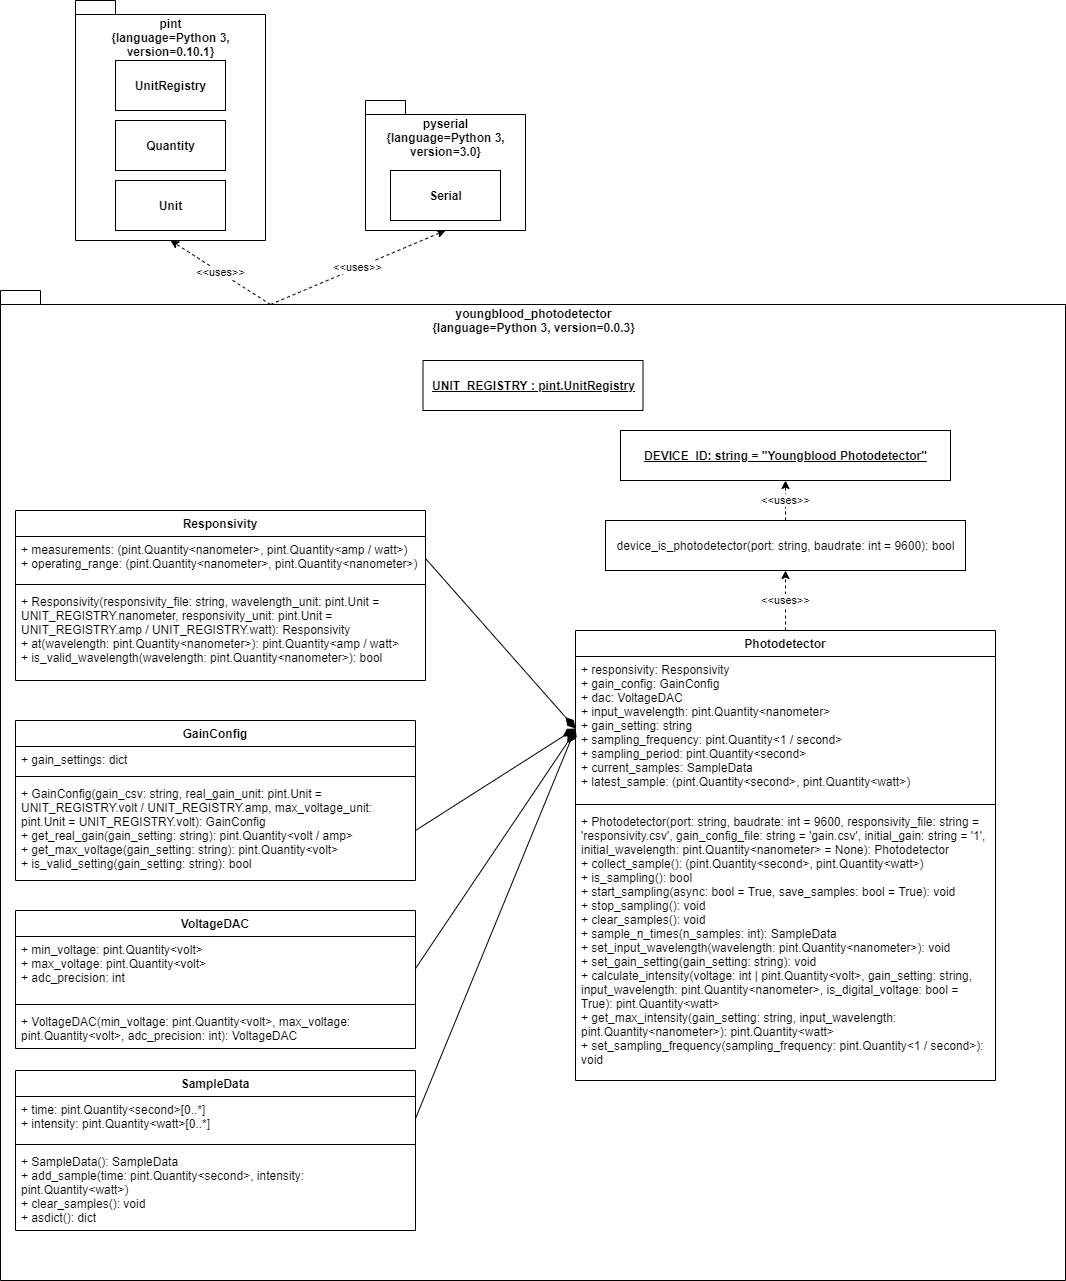 pint
{language=Python 3,
version=0.10.1}
UnitRegistry
Quantity
Unit
pyserial
{language=Python 3,
version=3.0}
Serial
<<uses>>
<<uses>>
youngblood_photodetector
{language=Python 3, version=0.0.3}
UNIT_REGISTRY : pint.UnitRegistry
DEVICE_ID: string = "Youngblood Photodetector"
<<uses>>
device_is_photodetector(port: string, baudrate: int = 9600): bool
<<uses>>
Responsivity
+ measurements: (pint.Quantity<nanometer>, pint.Quantity<amp / watt>)
+ operating_range: (pint.Quantity<nanometer>, pint.Quantity<nanometer>)
+ Responsivity(responsivity_file: string, wavelength_unit: pint.Unit =
UNIT_REGISTRY.nanometer, responsivity_unit: pint.Unit =
UNIT_REGISTRY.amp / UNIT_REGISTRY.watt): Responsivity
+ at(wavelength: pint.Quantity<nanometer>): pint.Quantity<amp / watt>
+ is_valid_wavelength(wavelength: pint.Quantity<nanometer>): bool
GainConfig
+ gain_settings: dict
+ GainConfig(gain_csv: string, real_gain_unit: pint.Unit =
UNIT_REGISTRY.volt / UNIT_REGISTRY.amp, max_voltage_unit:
pint.Unit = UNIT_REGISTRY.volt): GainConfig
+ get_real_gain(gain_setting: string): pint.Quantity<volt / amp>
+ get_max_voltage(gain_setting: string): pint.Quantity<volt>
+ is_valid_setting(gain_setting: string): bool
VoltageDAC
+ min_voltage: pint.Quantity<volt>
+ max_voltage: pint.Quantity<volt>
+ adc_precision: int
+ VoltageDAC(min_voltage: pint.Quantity<volt>, max_voltage:
pint.Quantity<volt>, adc_precision: int): VoltageDAC
SampleData
+ time: pint.Quantity<second>[0..*]
+ intensity: pint.Quantity<watt>[0..*]
+ SampleData(): SampleData
+ add_sample(time: pint.Quantity<second>, intensity:
pint.Quantity<watt>)
+ clear_samples(): void
+ asdict(): dict
Photodetector
+ responsivity: Responsivity
+ gain_config: GainConfig
+ dac: VoltageDAC
+ input_wavelength: pint.Quantity<nanometer>
+ gain_setting: string
+ sampling_frequency: pint.Quantity<1 / second>
+ sampling_period: pint.Quantity<second>
+ current_samples: SampleData
+ latest_sample: (pint.Quantity<second>, pint.Quantity<watt>)
+ Photodetector(port: string, baudrate: int = 9600, responsivity_file: string =
'responsivity.csv', gain_config_file: string = 'gain.csv', initial_gain: string = '1',
initial_wavelength: pint.Quantity<nanometer> = None): Photodetector
+ collect_sample(): (pint.Quantity<second>, pint.Quantity<watt>)
+ is_sampling(): bool
+ start_sampling(async: bool = True, save_samples: bool = True): void
+ stop_sampling(): void
+ clear_samples(): void
+ sample_n_times(n_samples: int): SampleData
+ set_input_wavelength(wavelength: pint.Quantity<nanometer>): void
+ set_gain_setting(gain_setting: string): void
+ calculate_intensity(voltage: int | pint.Quantity<volt>, gain_setting: string,
input_wavelength: pint.Quantity<nanometer>, is_digital_voltage: bool =
True): pint.Quantity<watt>
+ get_max_intensity(gain_setting: string, input_wavelength:
pint.Quantity<nanometer>): pint.Quantity<watt>
+ set_sampling_frequency(sampling_frequency: pint.Quantity<1 / second>):
void